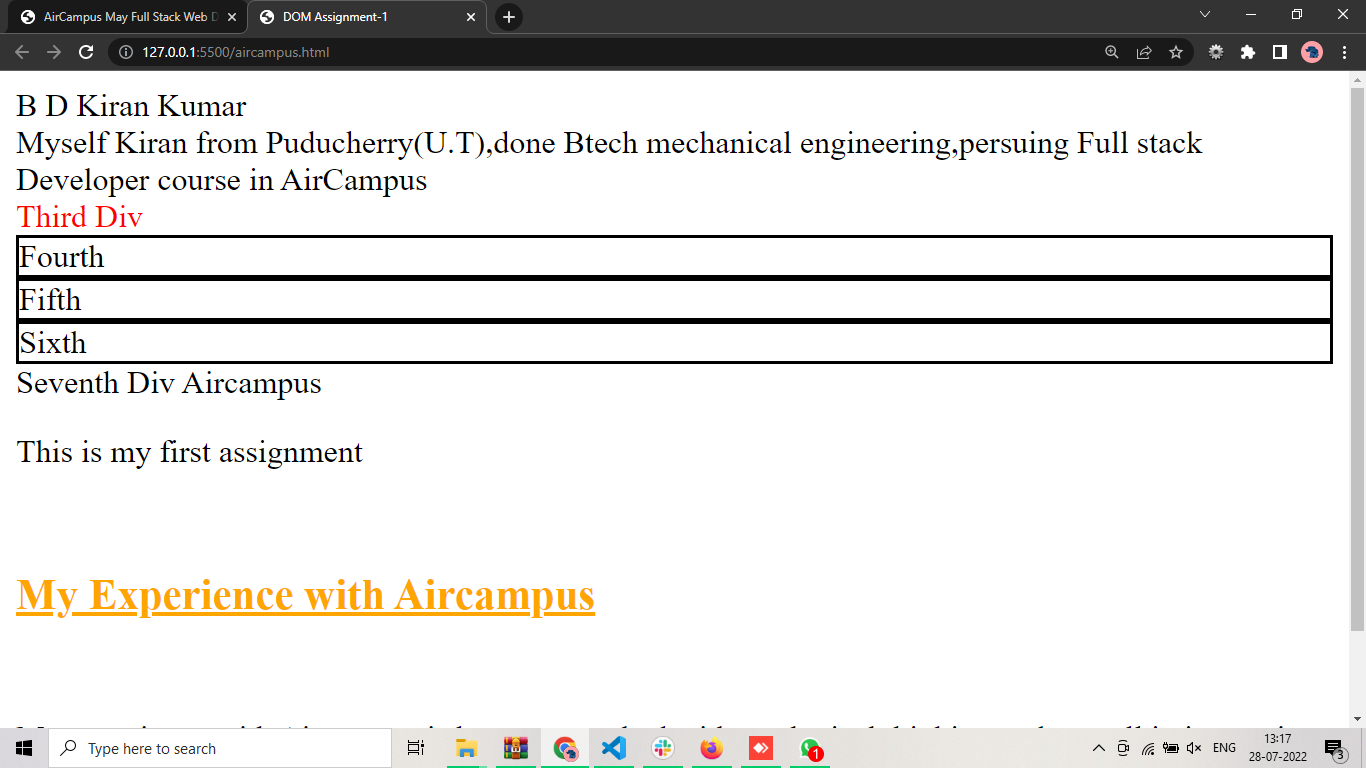 AirCampus May Full Stack Web D
DOM Assignment-1
127.0.0.1:5500/aircampus.html
B D Kiran Kumar
Myself Kiran from Puducherry(U.T),done Btech mechanical engineering,persuing Full stack
Developer course in AirCampus
Third Div
Fourth
Fifth
Sixth
Seventh Div Aircampus
This is my first assignment
My Experience with Aircampus
Type here to search
1
ENG
13:17
28-07-2022
3